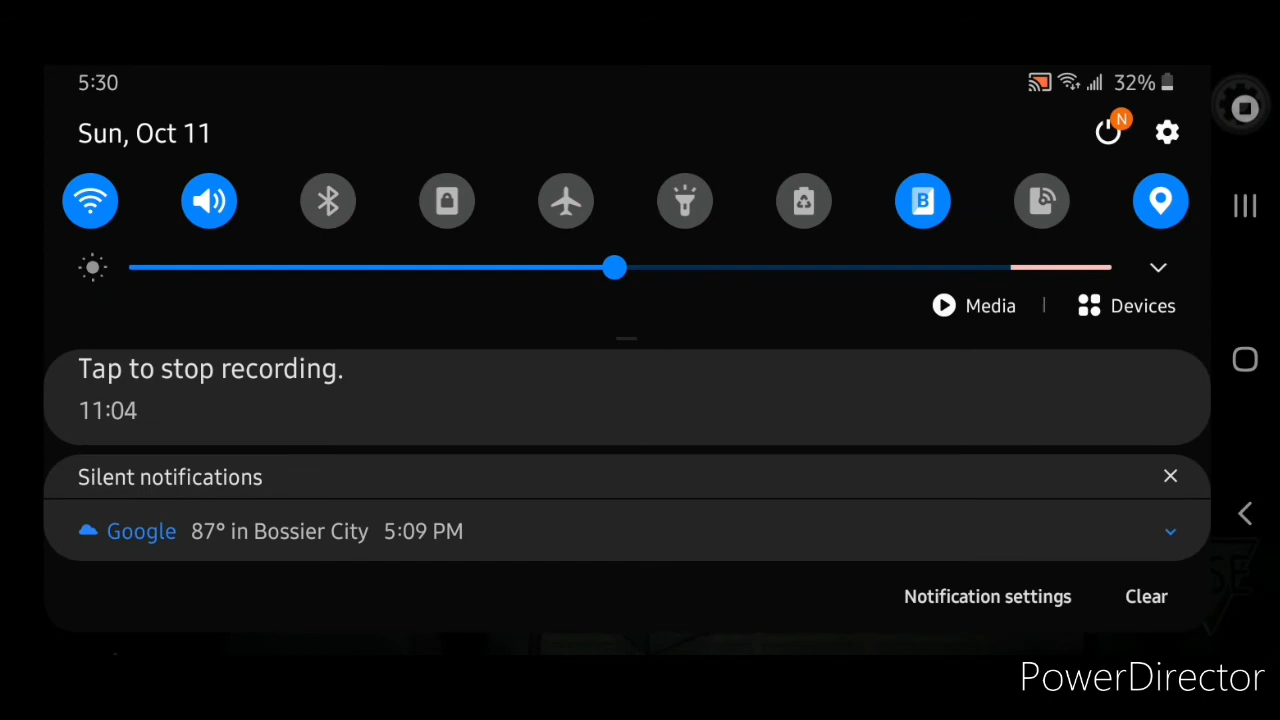 5:30
32%
Sun, Oct 11
N
B
Media | Devices
Tap to stop recording.
11:04
Silent notifications
Google 87° in Bossier City 5:09 PM
Notification settings Clear
PowerDirector